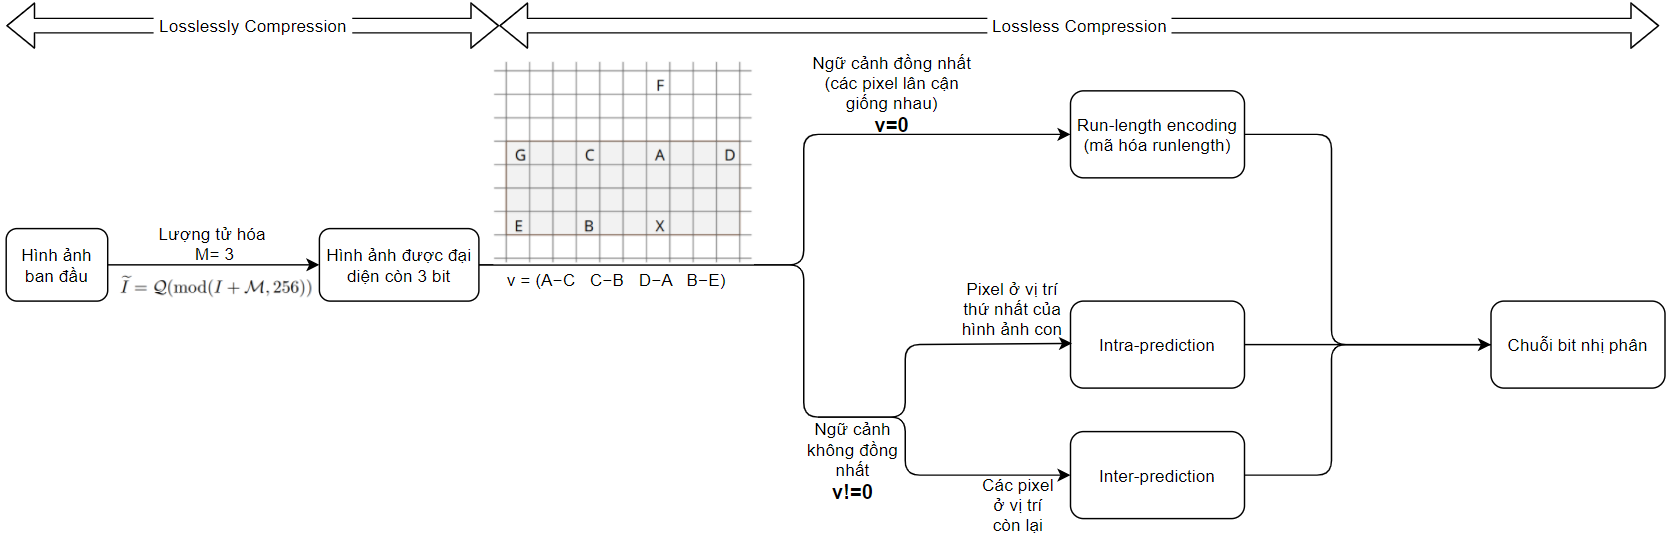 Losslessly Compression
Lossless Compression
Ngữ cảnh đồng nhất
(các pixel lân cận
giống nhau)
v=0
F
G C A D
E B X
v = (A−C C−B D−A B−E)
Run-length encoding
(mã hóa runlength)
Hình ảnh
ban đầu
Lượng tử hóa
M= 3
Ĩ = Q(mod(I + M, 256))
Hình ảnh được đại
diện còn 3 bit
Pixel ở vị trí
thứ nhất của
hình ảnh con
Intra-prediction
Chuỗi bit nhị phân
Ngữ cảnh
không đồng
nhất
v!=0
Các pixel
ở vị trí
còn lại
Inter-prediction